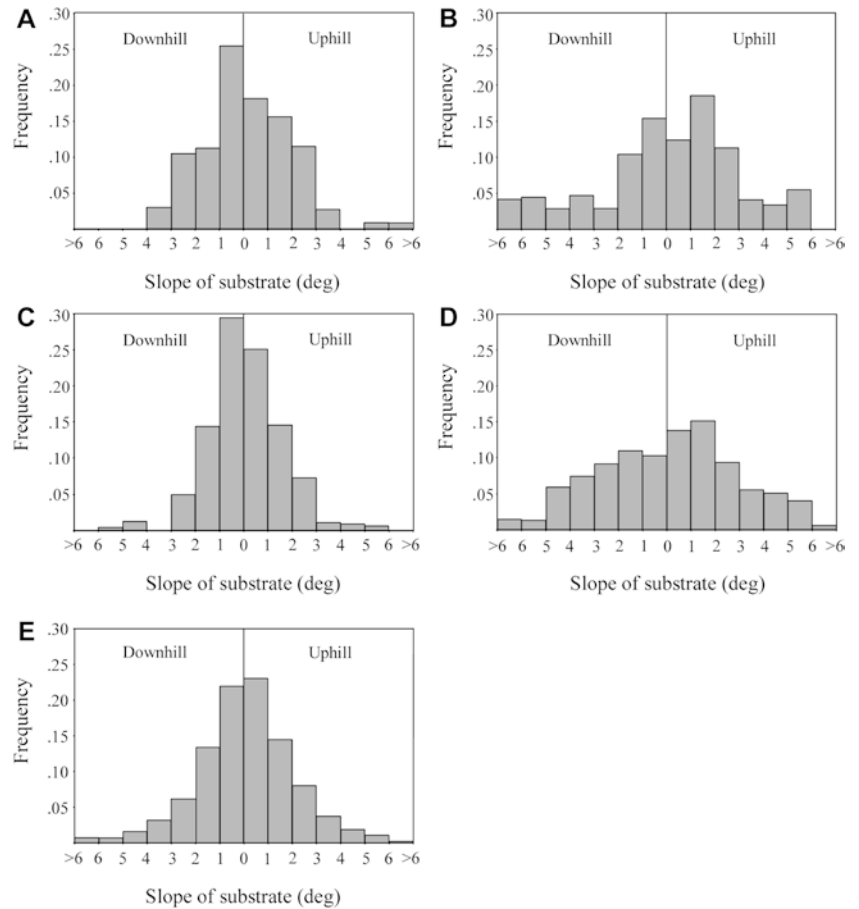 A
Downhill Uphill
Frequency
.30
.25
.20
.15
.10
.05
>6 6 5 4 3 2 1 0 1 2 3 4 5 6 >6
Slope of substrate (deg)
B
Downhill Uphill
Frequency
.30
.25
.20
.15
.10
.05
>6 6 5 4 3 2 1 0 1 2 3 4 5 6 >6
Slope of substrate (deg)
C
Downhill Uphill
Frequency
.30
.25
.20
.15
.10
.05
>6 6 5 4 3 2 1 0 1 2 3 4 5 6 >6
Slope of substrate (deg)
D
Downhill Uphill
Frequency
.30
.25
.20
.15
.10
.05
>6 6 5 4 3 2 1 0 1 2 3 4 5 6 >6
Slope of substrate (deg)
E
Downhill Uphill
Frequency
.30
.25
.20
.15
.10
.05
>6 6 5 4 3 2 1 0 1 2 3 4 5 6 >6
Slope of substrate (deg)